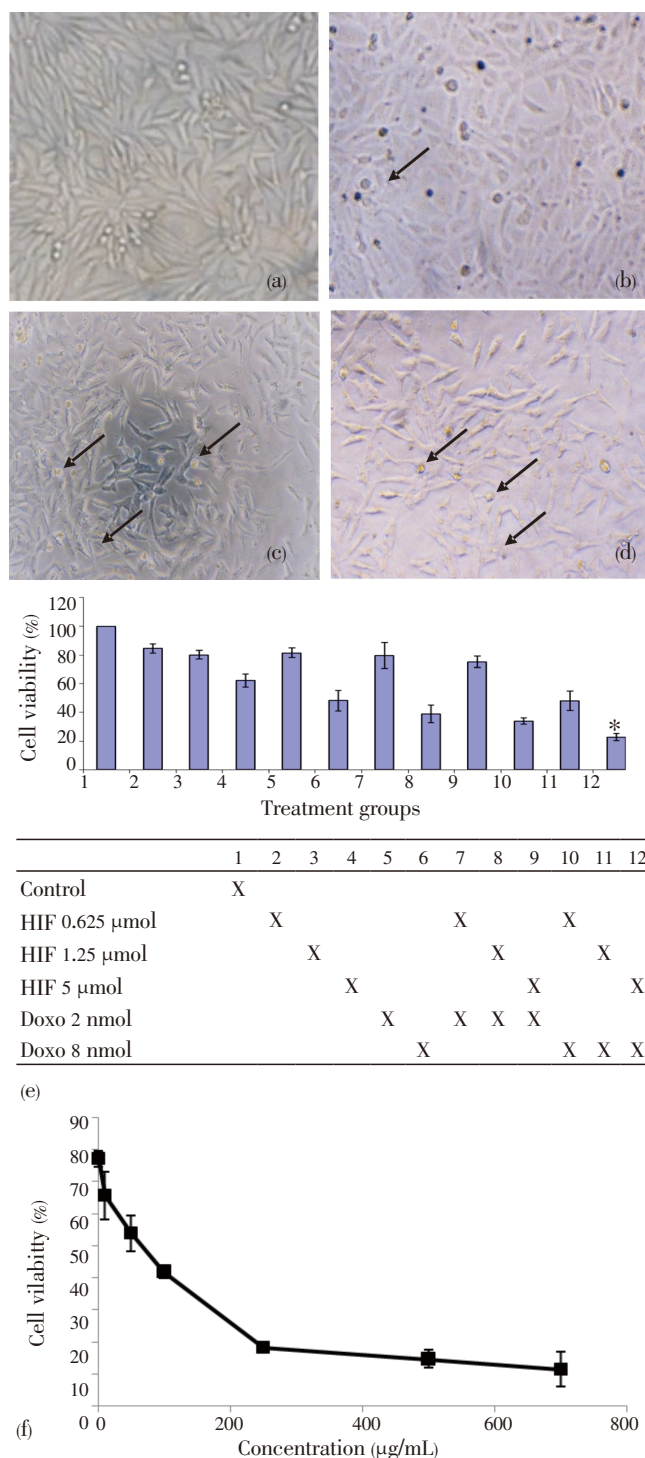 (a)
(b)
(c)
(d)
120
100
80
60
40
20
0
Cell viability (%)
*
1 2 3 4 5 6 7 8 9 10 11 12
Treatment groups
1 2 3 4 5 6 7 8 9 10 11 12
Control X
HIF 0.625 μmol X X X
HIF 1.25 μmol X X X
HIF 5 μmol X X X
Doxo 2 nmol X X X X
Doxo 8 nmol X X X X
(e)
90
80
70
60
50
40
30
20
10
0
Cell vilabitty (%)
0 200 400 600 800
Concentration (μg/mL)
(f)